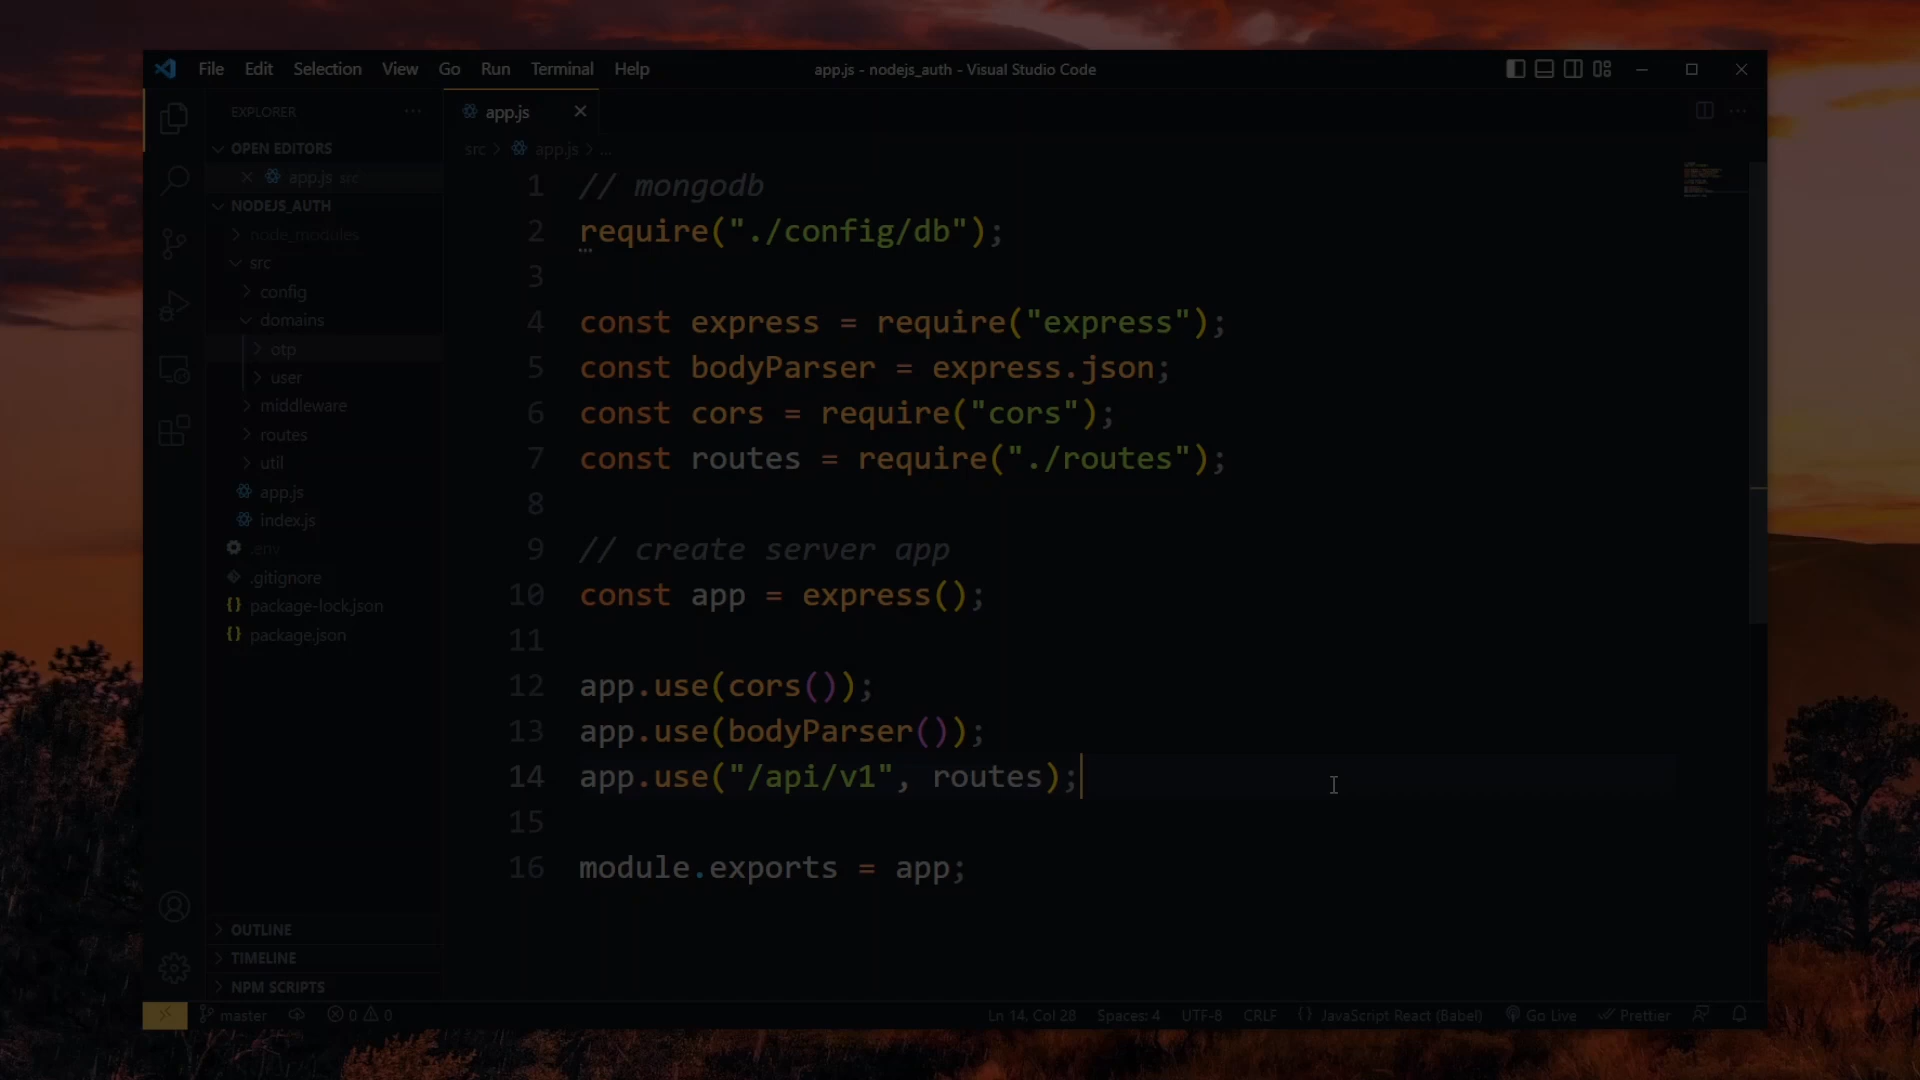 File Edit Selection View Go Run Terminal Help
app.js - nodejs_auth - Visual Studio Code
EXPLORER
OPEN EDITORS
app.js src
NODEJS_AUTH
node_modules
src
config
domains
otp
user
middleware
routes
util
app.js
index.js
.env
.gitignore
package-lock.json
package.json
OUTLINE
TIMELINE
NPM SCRIPTS
app.js
src > app.js > ...
1 // mongodb
2 require("./config/db");
3
4 const express = require("express");
5 const bodyParser = express.json;
6 const cors = require("cors");
7 const routes = require("./routes");
8
9 // create server app
10 const app = express();
11
12 app.use(cors());
13 app.use(bodyParser());
14 app.use("/api/v1", routes);
15
16 module.exports = app;
master 0 0 Ln 14, Col 28 Spaces: 4 UTF-8 CRLF {} JavaScript React (Babel) Go Live Prettier